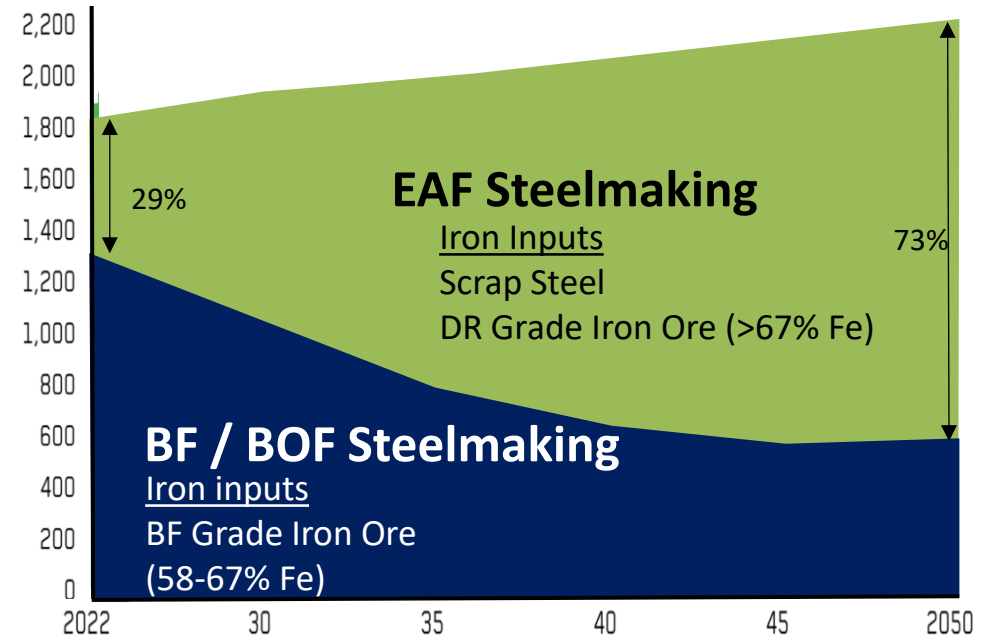 2,200
2,000
1,800
1,600
1,400
1,200
1,000
800
600
400
200
0
29%
EAF Steelmaking
Iron Inputs
Scrap Steel
DR Grade Iron Ore (>67% Fe)
73%
BF / BOF Steelmaking
Iron inputs
BF Grade Iron Ore
(58-67% Fe)
2022 30 35 40 45 2050